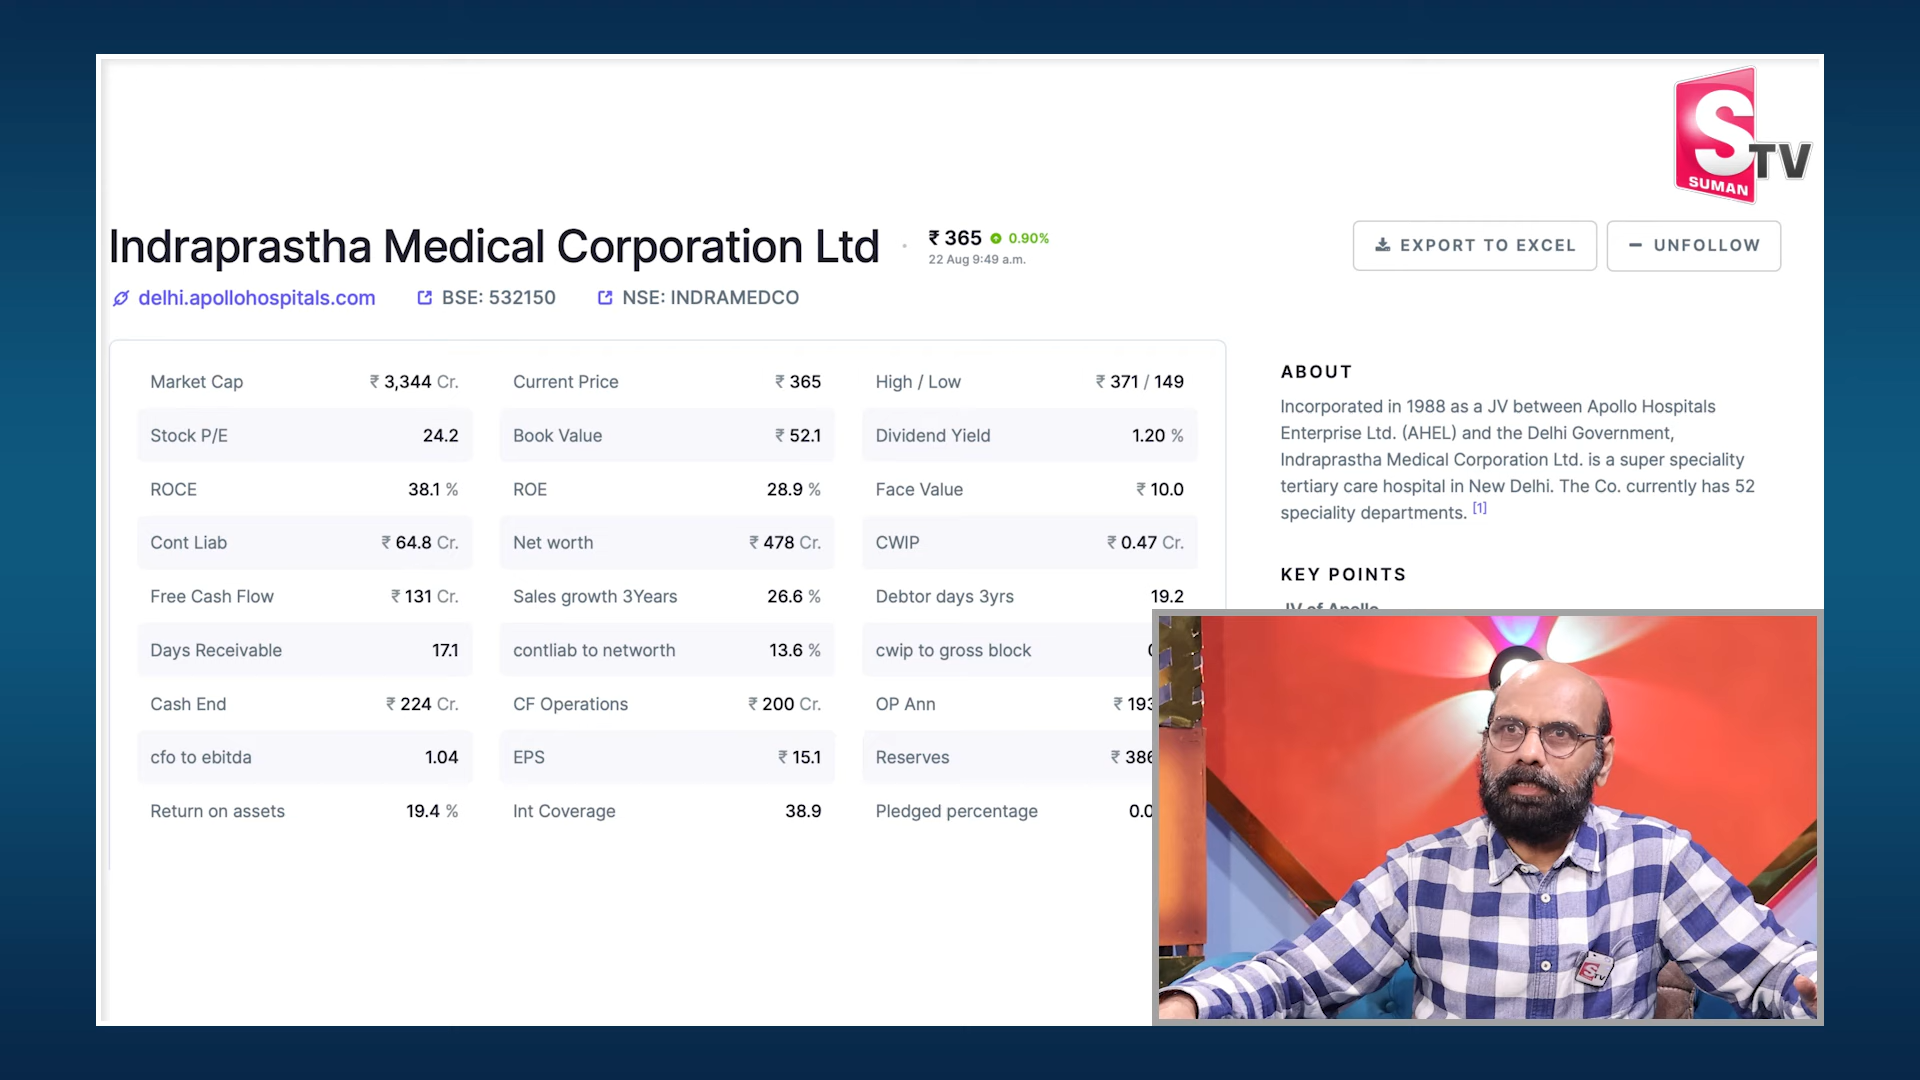 S
TV
SUMAN
Indraprastha Medical Corporation Ltd
₹ 365 0.90%
22 Aug 9:49 a.m.
EXPORT TO EXCEL
UNFOLLOW
delhi.apollohospitals.com
BSE: 532150
NSE: INDRAMEDCO
Market Cap ₹ 3,344 Cr.
Current Price ₹ 365
High / Low ₹ 371 / 149
Stock P/E 24.2
Book Value ₹ 52.1
Dividend Yield 1.20 %
ROCE 38.1 %
ROE 28.9 %
Face Value ₹ 10.0
Cont Liab ₹ 64.8 Cr.
Net worth ₹ 478 Cr.
CWIP ₹ 0.47 Cr.
Free Cash Flow ₹ 131 Cr.
Sales growth 3Years 26.6 %
Debtor days 3yrs 19.2
Days Receivable 17.1
contliab to networth 13.6 %
cwip to gross block
Cash End ₹ 224 Cr.
CF Operations ₹ 200 Cr.
OP Ann ₹ 193
cfo to ebitda 1.04
EPS ₹ 15.1
Reserves ₹ 386
Return on assets 19.4 %
Int Coverage 38.9
Pledged percentage 0.0
ABOUT
Incorporated in 1988 as a JV between Apollo Hospitals
Enterprise Ltd. (AHEL) and the Delhi Government,
Indraprastha Medical Corporation Ltd. is a super speciality
tertiary care hospital in New Delhi. The Co. currently has 52
speciality departments. [1]
KEY POINTS
JV of Apollo
STV